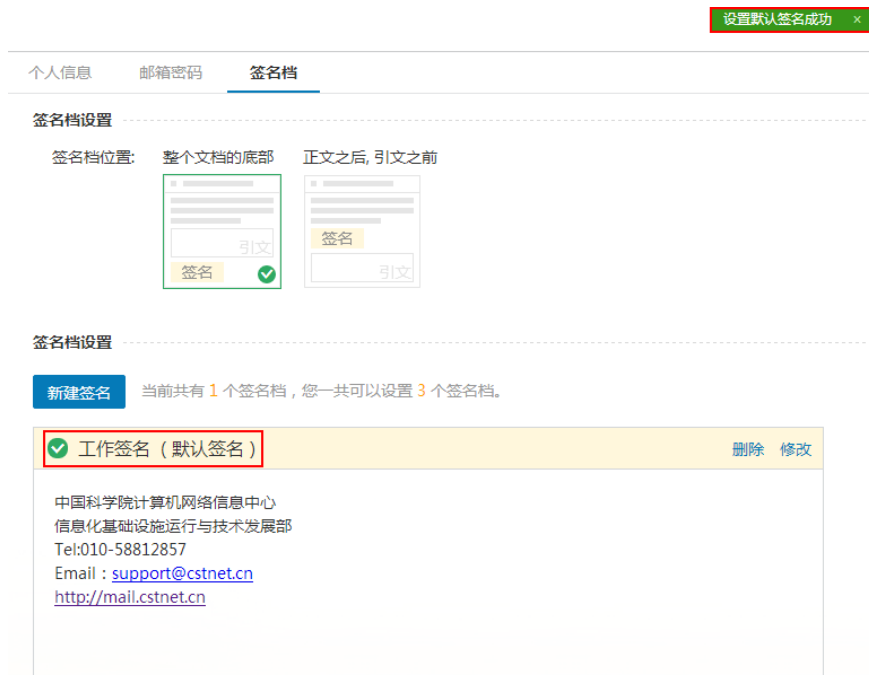 设置默认签名成功 ×
个人信息 邮箱密码 签名档
签名档设置
签名档位置: 整个文档的底部 正文之后, 引文之前
引文
签名
签名
引文
签名档设置
新建签名 当前共有 1 个签名档，您一共可以设置 3 个签名档。
工作签名（默认签名） 删除 修改
中国科学院计算机网络信息中心
信息化基础设施运行与技术发展部
Tel:010-58812857
Email：support@cstnet.cn
http://mail.cstnet.cn